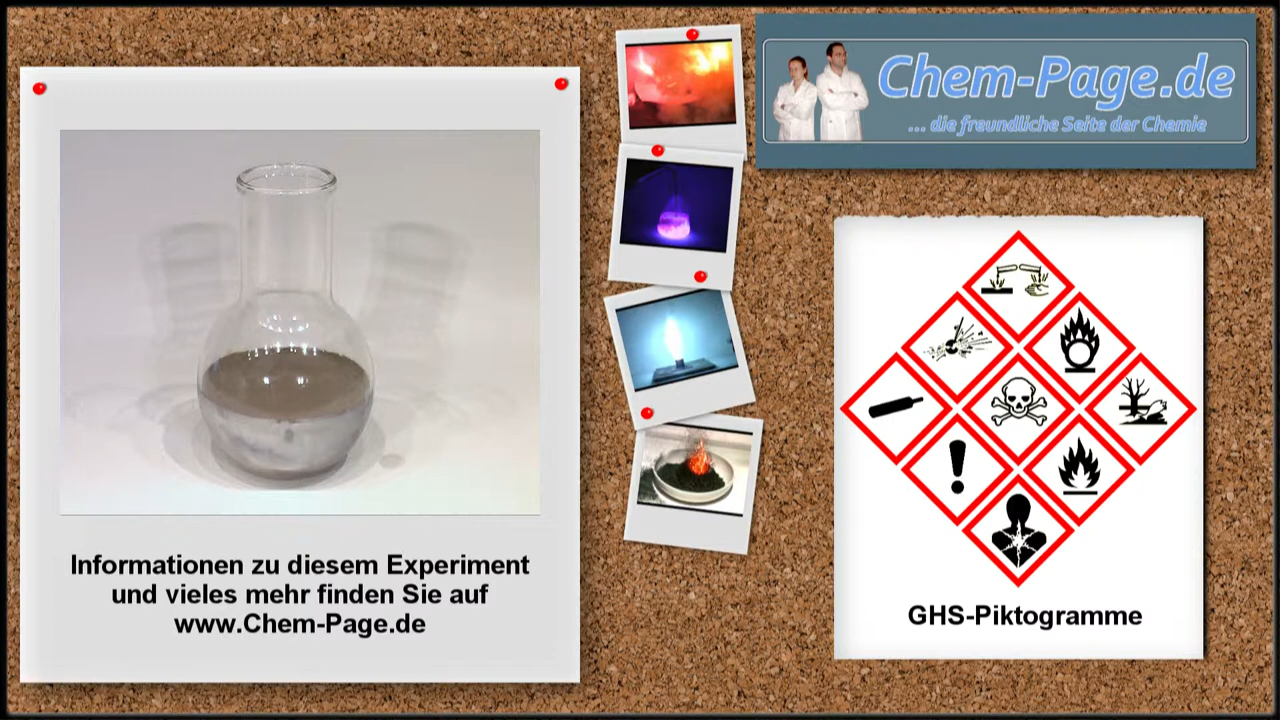 Chem-Page.de
... die freundliche Seite der Chemie
Informationen zu diesem Experiment
und vieles mehr finden Sie auf
www.Chem-Page.de
GHS-Piktogramme